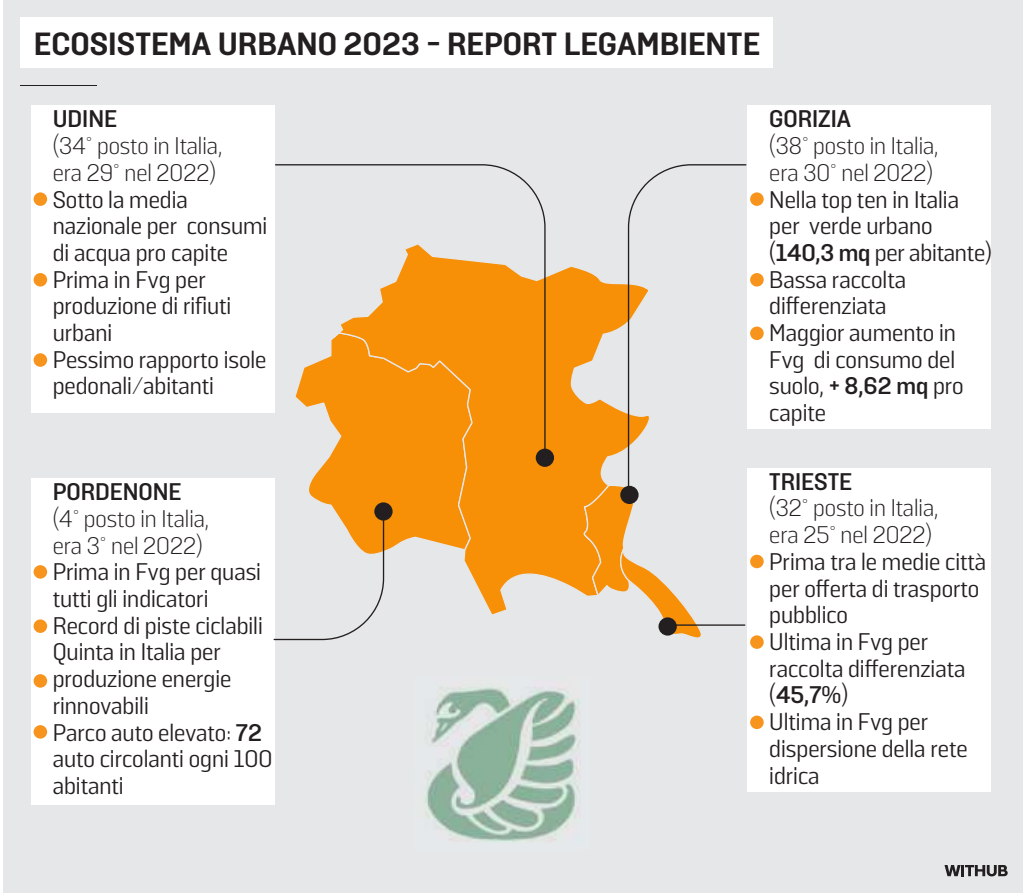 ECOSISTEMA URBANO 2023 - REPORT LEGAMBIENTE
UDINE
(34° posto in Italia,
era 29° nel 2022)
Sotto la media
nazionale per consumi
di acqua pro capite
Prima in Fvg per
produzione di rifiuti
urbani
Pessimo rapporto isole
pedonali/abitanti
GORIZIA
(38° posto in Italia,
era 30° nel 2022)
Nella top ten in Italia
per verde urbano
(140,3 mq per abitante)
Bassa raccolta
differenziata
Maggior aumento in
Fvg di consumo del
suolo, + 8,62 mq pro
capite
PORDENONE
(4° posto in Italia,
era 3° nel 2022)
Prima in Fvg per quasi
tutti gli indicatori
Record di piste ciclabili
Quinta in Italia per
produzione energie
rinnovabili
Parco auto elevato: 72
auto circolanti ogni 100
abitanti
TRIESTE
(32° posto in Italia,
era 25° nel 2022)
Prima tra le medie città
per offerta di trasporto
pubblico
Ultima in Fvg per
raccolta differenziata
(45,7%)
Ultima in Fvg per
dispersione della rete
idrica
WITHUB